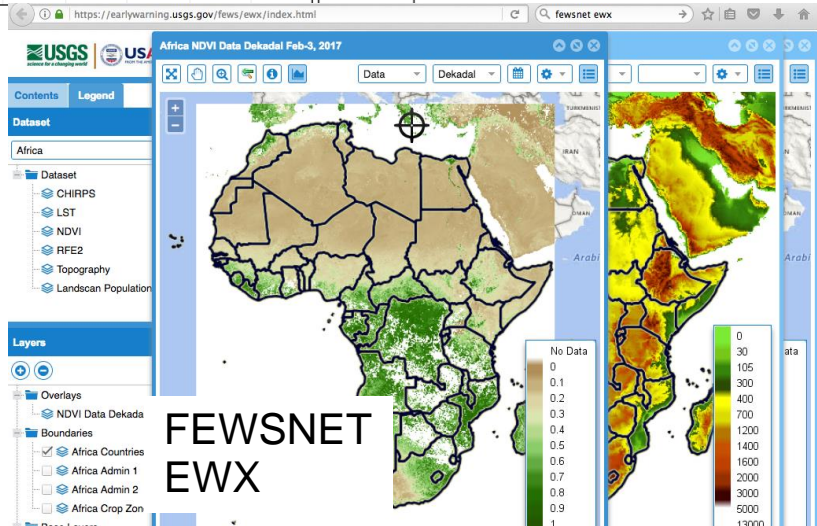 https://earlywarning.usgs.gov/fews/ewx/index.html
fewsnet ewx
USGS
science for a changing world
Contents
Legend
Dataset
Africa
Dataset
CHIRPS
LST
NDVI
RFE2
Topography
Landscan Population
Layers
Overlays
NDVI Data Dekada
Boundaries
Africa Countries
Africa Admin 1
Africa Admin 2
Africa Crop Zon
Africa NDVI Data Dekadal Feb-3, 2017
Data
Dekadal
TURKMENIST
IRAN
OMAN
Arabi
No Data
0
0.1
0.2
0.3
0.4
0.5
0.6
0.7
0.8
0.9
1
0
30
105
300
400
700
1200
1400
1600
2000
3000
5000
13000
Arabi
ata
FEWSNET
EWX